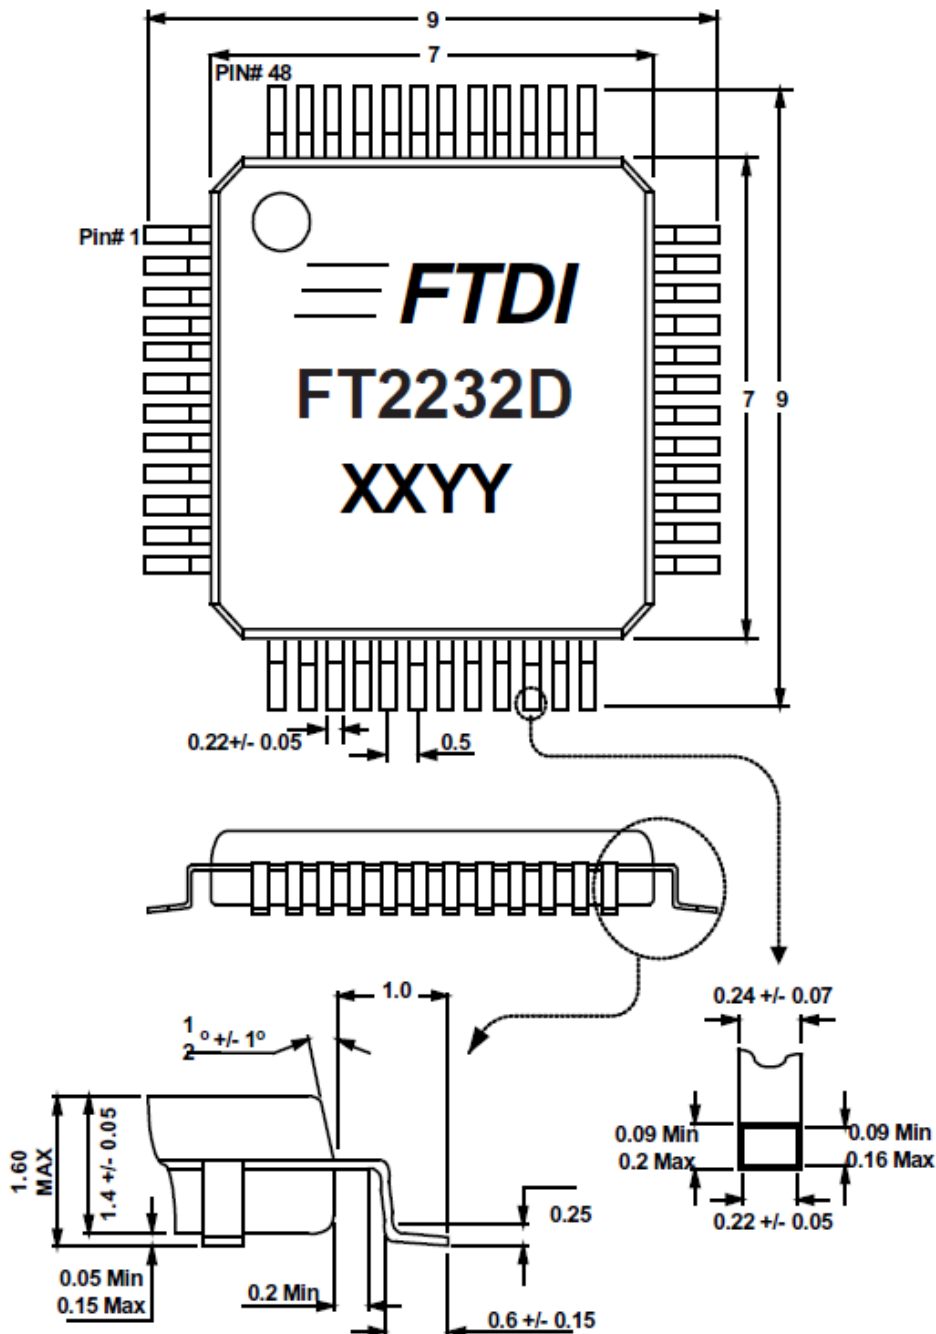 9
7
PIN# 48
Pin# 1
FTDI
FT2232D
XXYY
7
9
0.22+/- 0.05
0.5
1.0
12 º +/- 1º
0.24 +/- 0.07
1.60
MAX
1.4 +/- 0.05
0.09 Min
0.2 Max
0.09 Min
0.16 Max
0.25
0.22 +/- 0.05
0.05 Min
0.15 Max
0.2 Min
0.6 +/- 0.15